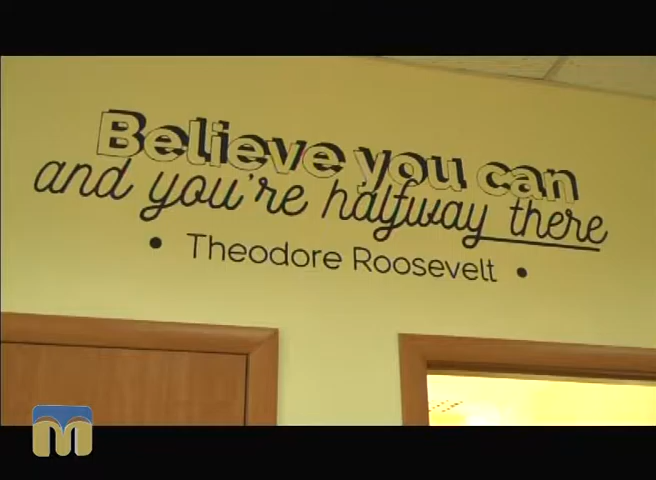 Believe you can
and you're halfway there
• Theodore Roosevelt •
M